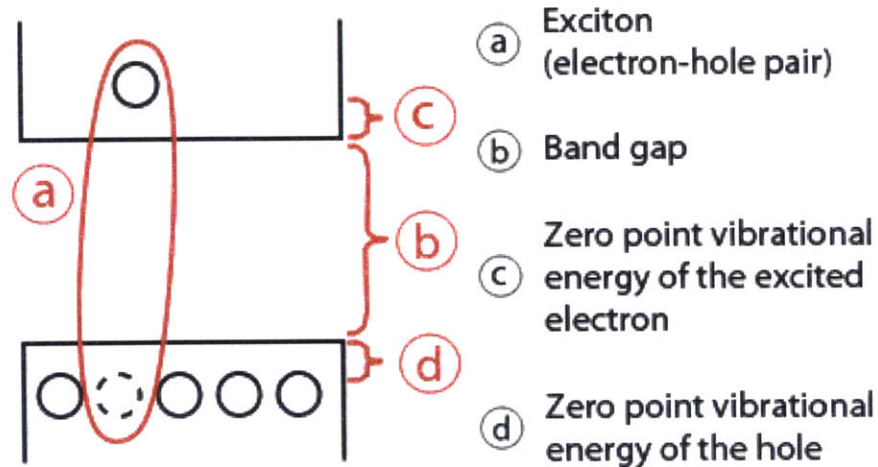 a
b
c
d
a Exciton
(electron-hole pair)
b Band gap
c Zero point vibrational
energy of the excited
electron
d Zero point vibrational
energy of the hole